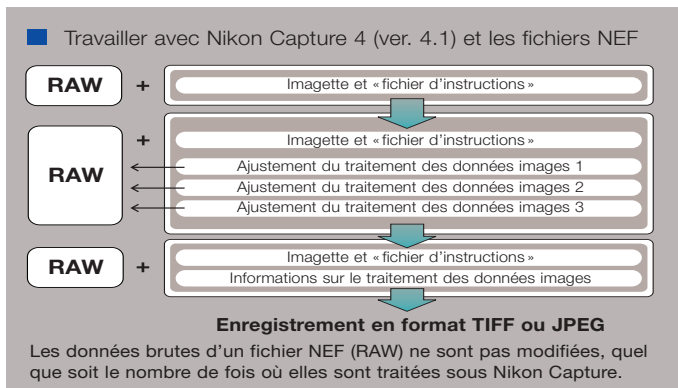 Travailler avec Nikon Capture 4 (ver. 4.1) et les fichiers NEF
RAW + Imagette et «fichier d'instructions»
+ Imagette et «fichier d'instructions»
RAW
Ajustement du traitement des données images 1
Ajustement du traitement des données images 2
Ajustement du traitement des données images 3
RAW + Imagette et «fichier d'instructions»
Informations sur le traitement des données images
Enregistrement en format TIFF ou JPEG
Les données brutes d'un fichier NEF (RAW) ne sont pas modifiées, quel
que soit le nombre de fois où elles sont traitées sous Nikon Capture.